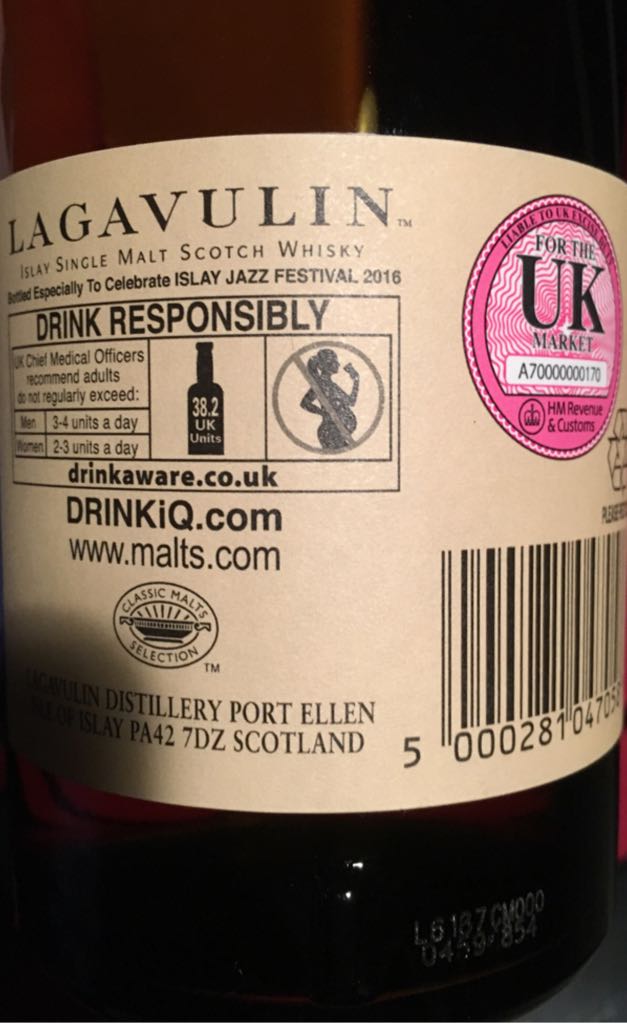 LAGAVULIN™
ISLAY SINGLE MALT SCOTCH WHISKY
Bottled Especially To Celebrate ISLAY JAZZ FESTIVAL 2016
DRINK RESPONSIBLY
UK Chief Medical Officers
recommend adults
do not regularly exceed:
Men 3-4 units a day
Women 2-3 units a day
38.2
UK
Units
drinkaware.co.uk
DRINKiQ.com
www.malts.com
CLASSIC MALTS
SELECTION
TM
LAGAVULIN DISTILLERY PORT ELLEN
ISLE OF ISLAY PA42 7DZ SCOTLAND
LIABLE TO UK EXCISE
FOR THE
UK
MARKET
A70000000170
HM Revenue
& Customs
PLEASE
5 000281 04705
L6167CM000